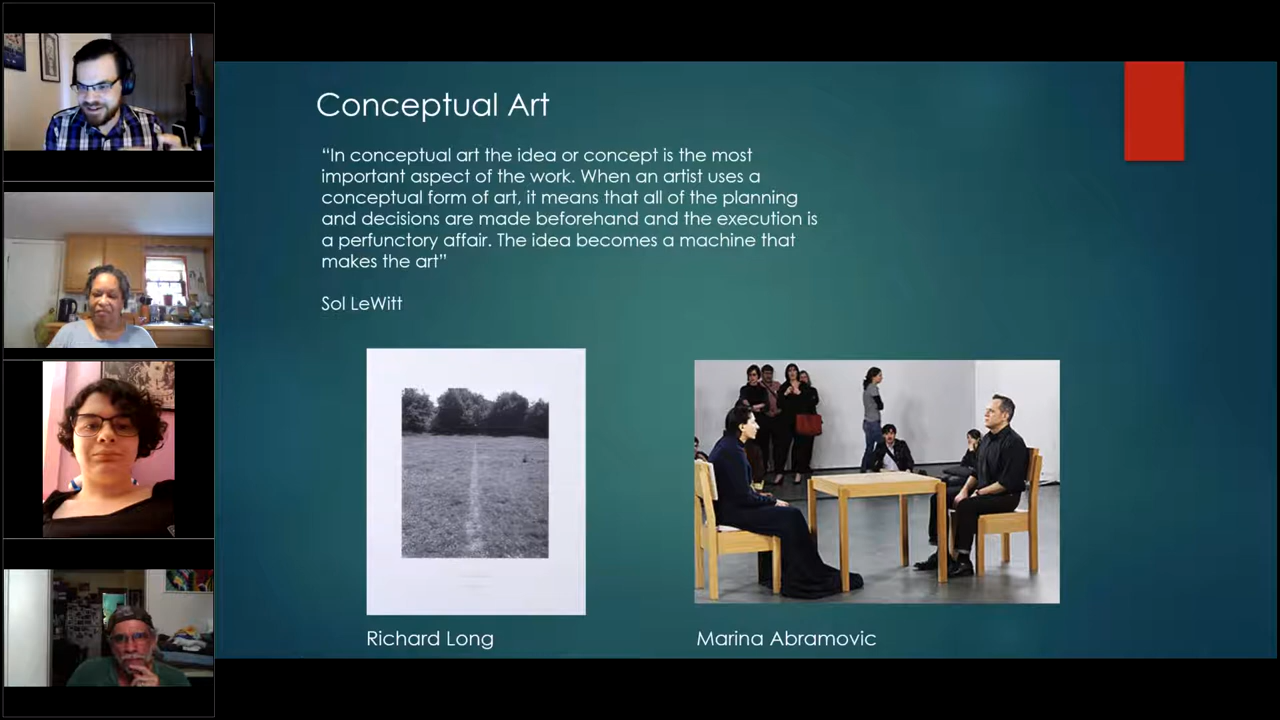 Conceptual Art
“In conceptual art the idea or concept is the most
important aspect of the work. When an artist uses a
conceptual form of art, it means that all of the planning
and decisions are made beforehand and the execution is
a perfunctory affair. The idea becomes a machine that
makes the art”
Sol LeWitt
Richard Long
Marina Abramovic